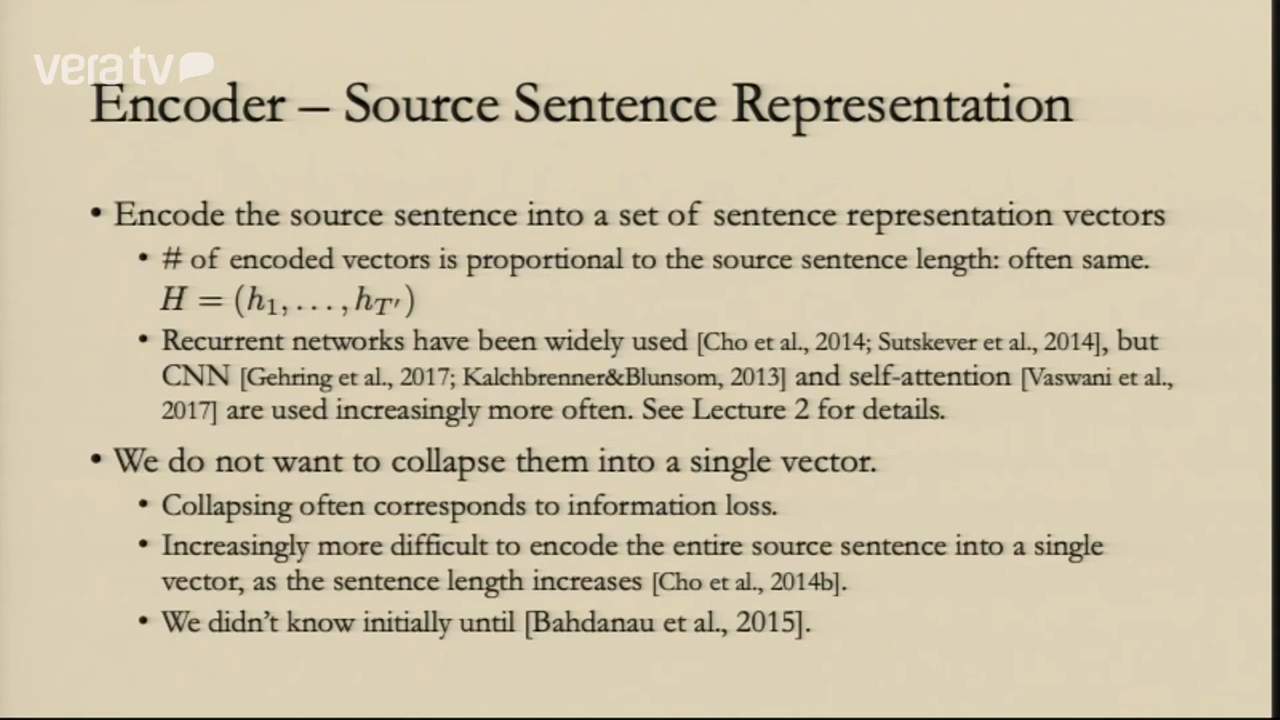 vera tv
Encoder – Source Sentence Representation
• Encode the source sentence into a set of sentence representation vectors
• # of encoded vectors is proportional to the source sentence length: often same.
H = (h₁, . . . , h_T′)
• Recurrent networks have been widely used [Cho et al., 2014; Sutskever et al., 2014], but
CNN [Gehring et al., 2017; Kalchbrenner&Blunsom, 2013] and self-attention [Vaswani et al.,
2017] are used increasingly more often. See Lecture 2 for details.
• We do not want to collapse them into a single vector.
• Collapsing often corresponds to information loss.
• Increasingly more difficult to encode the entire source sentence into a single
vector, as the sentence length increases [Cho et al., 2014b].
• We didn’t know initially until [Bahdanau et al., 2015].